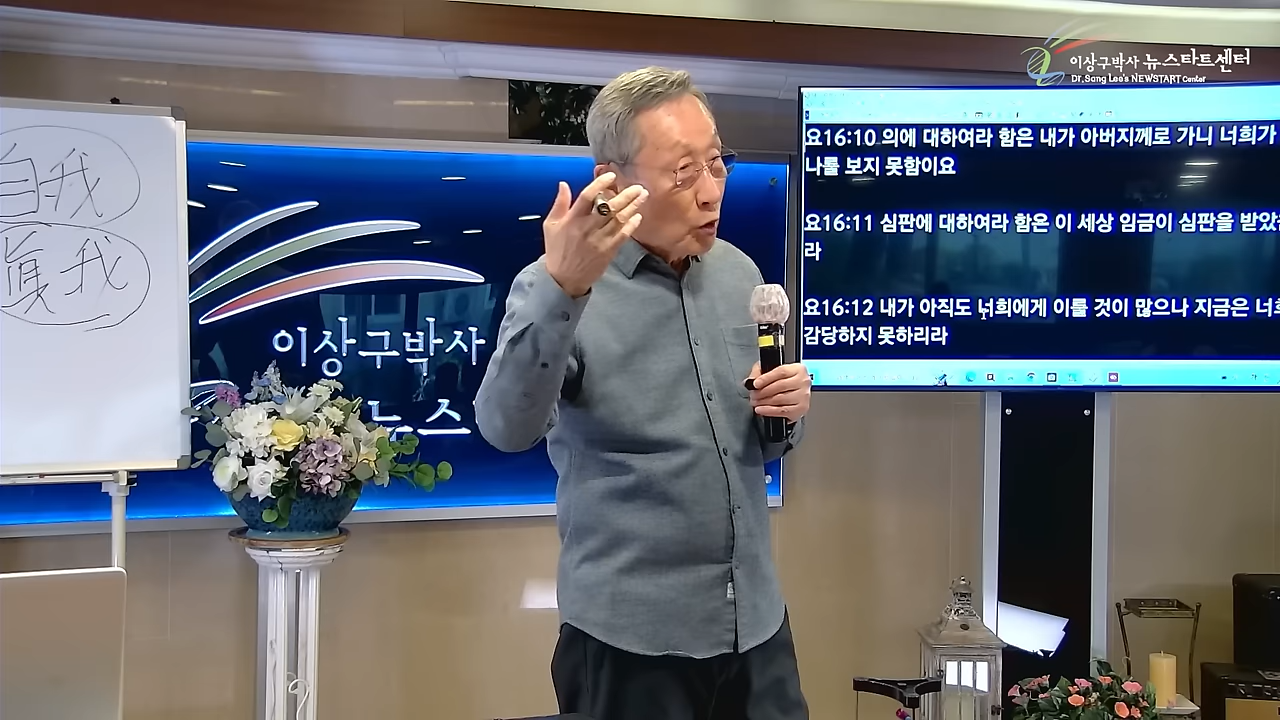 이상구박사 뉴스타트센터
Dr. Sang Lee's NEWSTART Center
自我
眞我
이상구박사
뉴스
요16:10 의에 대하여라 함은 내가 아버지께로 가니 너희가
나를 보지 못함이요
요16:11 심판에 대하여라 함은 이 세상 임금이 심판을 받았
라
요16:12 내가 아직도 너희에게 이를 것이 많으나 지금은 너희
감당하지 못하리라